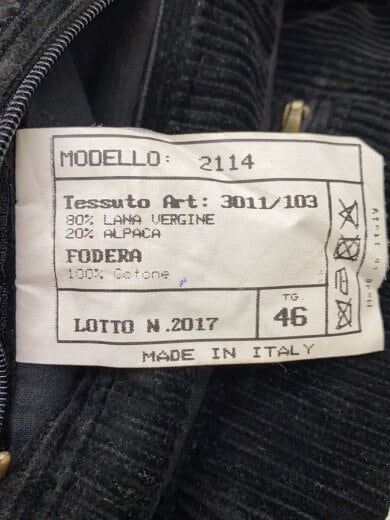 MODELLO: 2114
Tessuto Art: 3011/103
80% LANA VERGINE
20% ALPACA
FODERA
100% Cotone
LOTTO N.2017
TG.
46
MADE IN ITALY